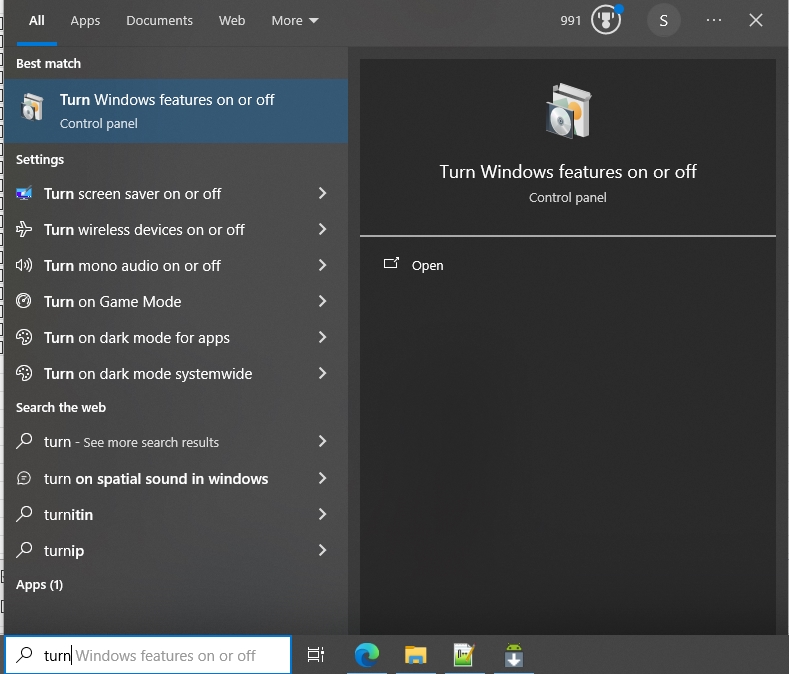 All Apps Documents Web More 991 S
Best match
Turn Windows features on or off
Control panel
Settings
Turn screen saver on or off
Turn wireless devices on or off
Turn mono audio on or off
Turn on Game Mode
Turn on dark mode for apps
Turn on dark mode systemwide
Search the web
turn - See more search results
turn on spatial sound in windows
turnitin
turnip
Apps (1)
Turn Windows features on or off
Control panel
Open
turn Windows features on or off